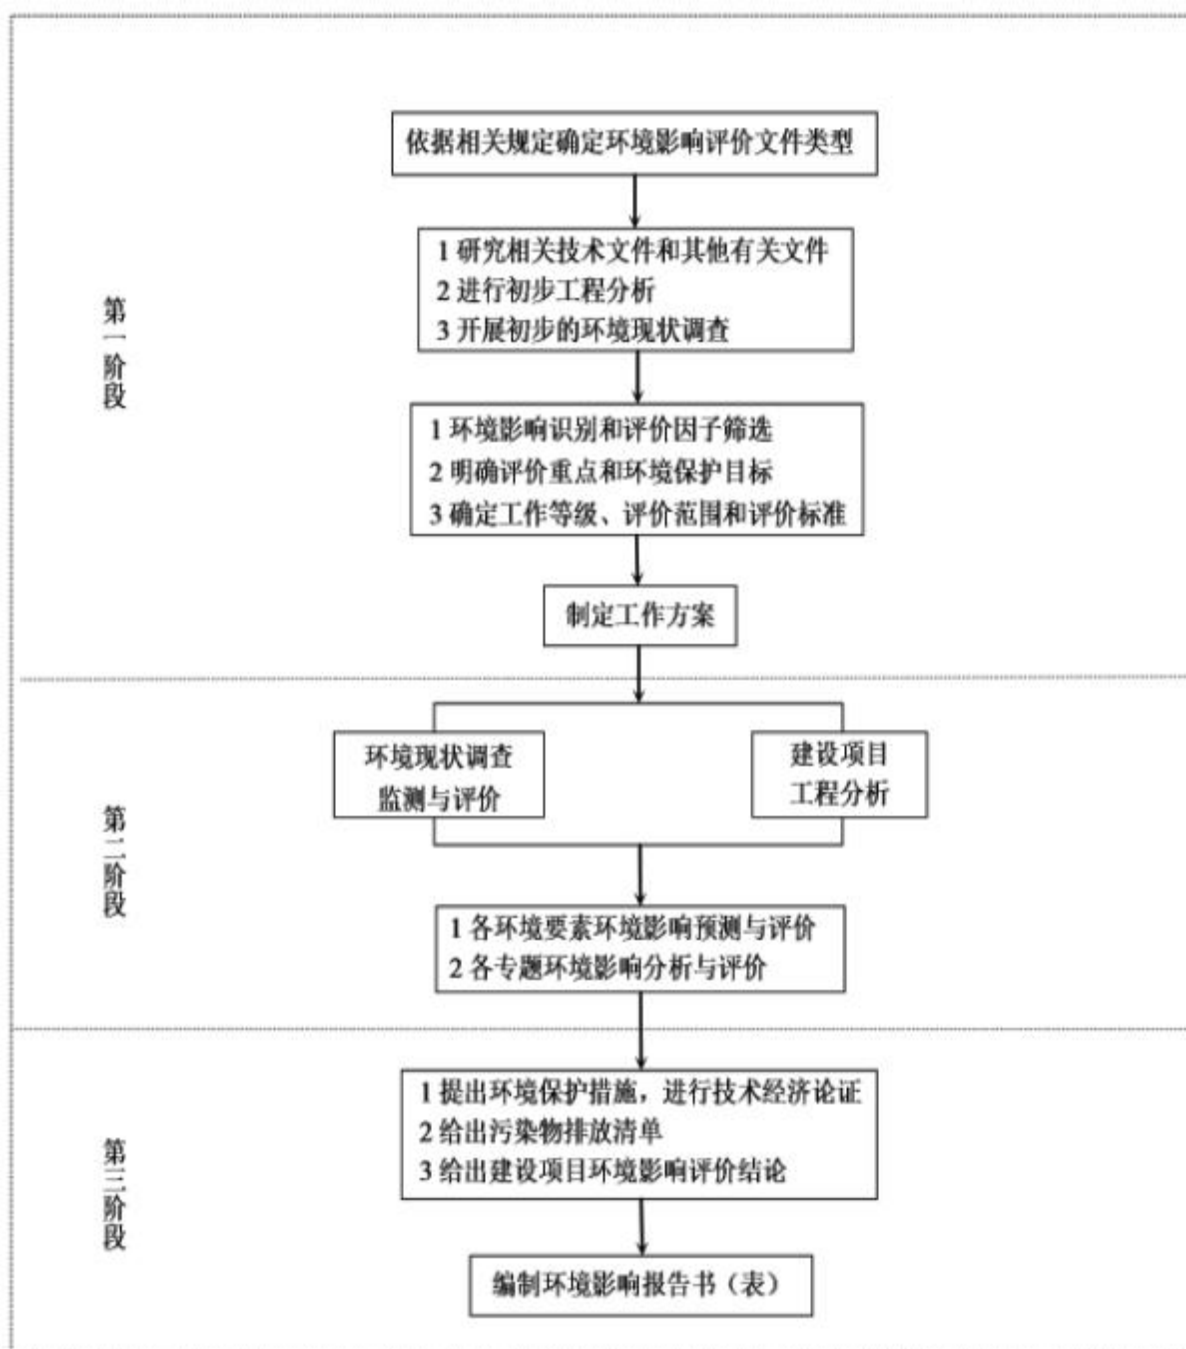 依据相关规定确定环境影响评价文件类型
1 研究相关技术文件和其他有关文件
2 进行初步工程分析
3 开展初步的环境现状调查
第一阶段
1 环境影响识别和评价因子筛选
2 明确评价重点和环境保护目标
3 确定工作等级、评价范围和评价标准
制定工作方案
环境现状调查
监测与评价
建设项目
工程分析
第二阶段
1 各环境要素环境影响预测与评价
2 各专题环境影响分析与评价
1 提出环境保护措施，进行技术经济论证
2 给出污染物排放清单
3 给出建设项目环境影响评价结论
第三阶段
编制环境影响报告书（表）